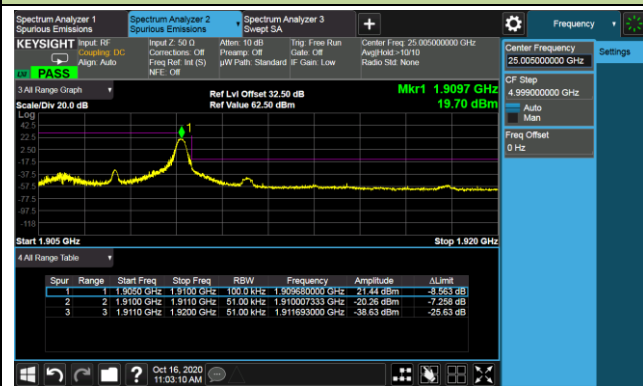 Spectrum Analyzer 1
Spurious Emissions
Spectrum Analyzer 2
Spurious Emissions
Spectrum Analyzer 3
Swept SA
Frequency
KEYSIGHT
Input: RF
Coupling: DC
Align: Auto
Input Z: 50 Ω
Corrections: Off
Freq Ref: Int (S)
NFE: Off
Atten: 10 dB
Preamp: Off
µW Path: Standard
Trig: Free Run
Gate: Off
IF Gain: Low
Center Freq: 25.005000000 GHz
Avg|Hold:>10/10
Radio Std: None
PASS
Center Frequency
25.005000000 GHz
Settings
CF Step
4.999000000 GHz
Auto
Man
Freq Offset
0 Hz
3 All Range Graph
Scale/Div 20.0 dB
Ref Lvl Offset 32.50 dB
Ref Value 62.50 dBm
Mkr1 1.9097 GHz
19.70 dBm
Log
42.5
22.5
2.50
-17.5
-37.5
-57.5
-77.5
-97.5
-118
1
Start 1.905 GHz
Stop 1.920 GHz
4 All Range Table
Spur Range Start Freq Stop Freq RBW Frequency Amplitude ΔLimit
1 1 1.9050 GHz 1.9100 GHz 100.0 kHz 1.909680000 GHz 21.44 dBm -8.563 dB
2 2 1.9100 GHz 1.9110 GHz 51.00 kHz 1.910007333 GHz -20.26 dBm -7.258 dB
3 3 1.9110 GHz 1.9200 GHz 51.00 kHz 1.911693000 GHz -38.63 dBm -25.63 dB
Oct 16, 2020
11:03:10 AM